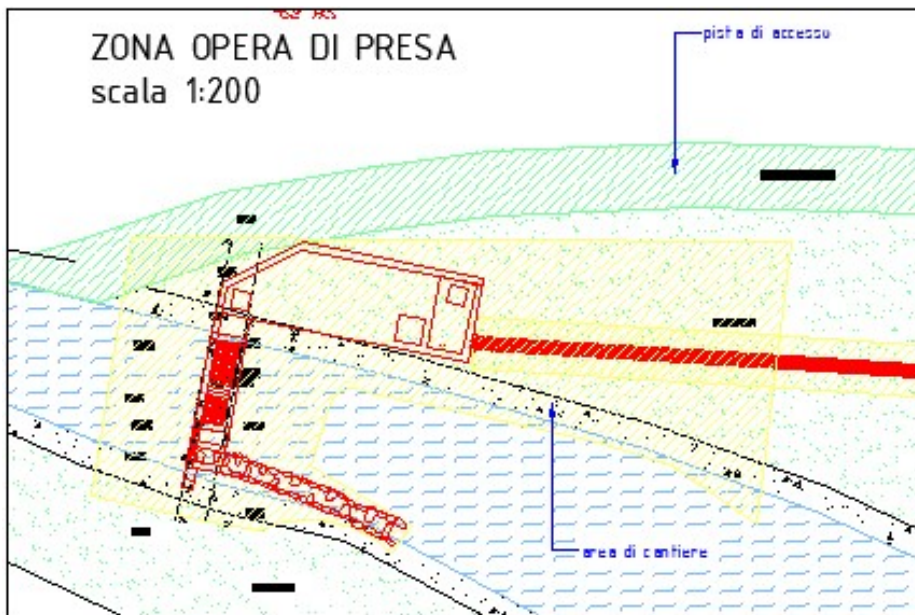 ZONA OPERA DI PRESA
scala 1:200
pista di accesso
area di cantiere